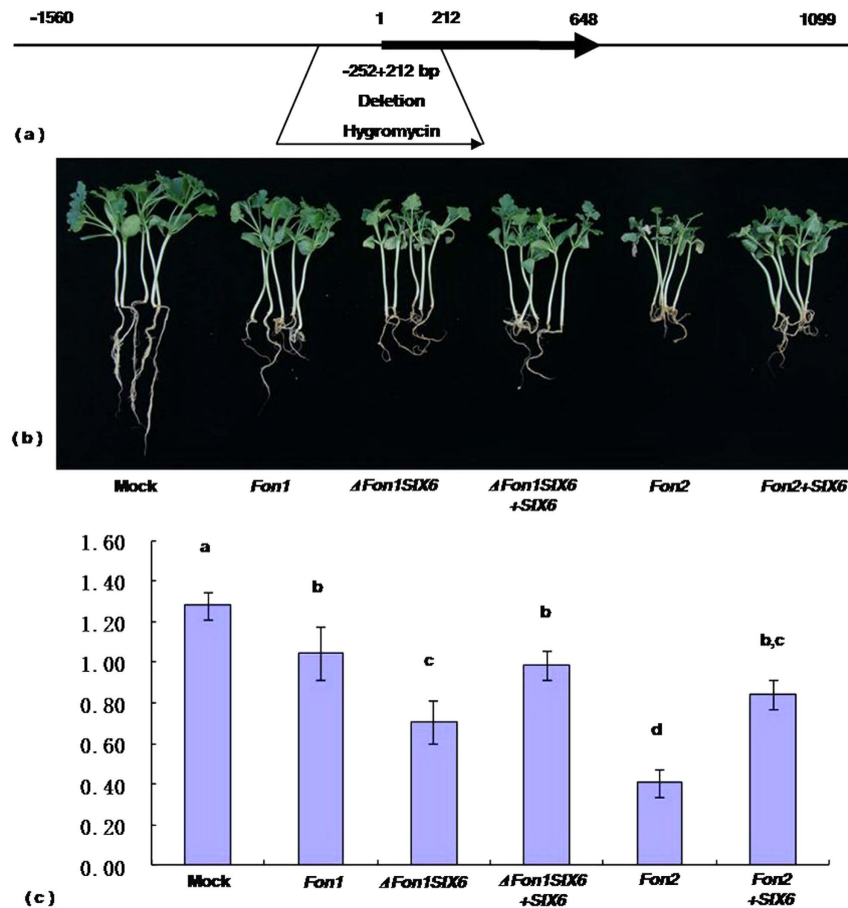 -1560 1 212 648 1099
-252+212 bp
Deletion
Hygromycin
(a)
(b)
Mock Fon1 ΔFon1SIX6 ΔFon1SIX6 +SIX6 Fon2 Fon2+SIX6
1.60
1.40
1.20
1.00
0.80
0.60
0.40
0.20
0.00
a b c b d b,c
Mock Fon1 ΔFon1SIX6 ΔFon1SIX6 +SIX6 Fon2 Fon2 +SIX6
(c)